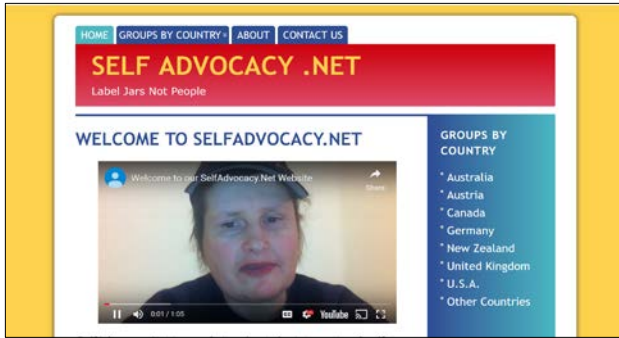 HOME GROUPS BY COUNTRY» ABOUT CONTACT US
SELF ADVOCACY .NET
Label Jars Not People
WELCOME TO SELFADVOCACY.NET
Welcome to our SelfAdvocacy.Net Website
Share
0:01 / 1:05
YouTube
GROUPS BY
COUNTRY
* Australia
* Austria
* Canada
* Germany
* New Zealand
* United Kingdom
* U.S.A.
* Other Countries